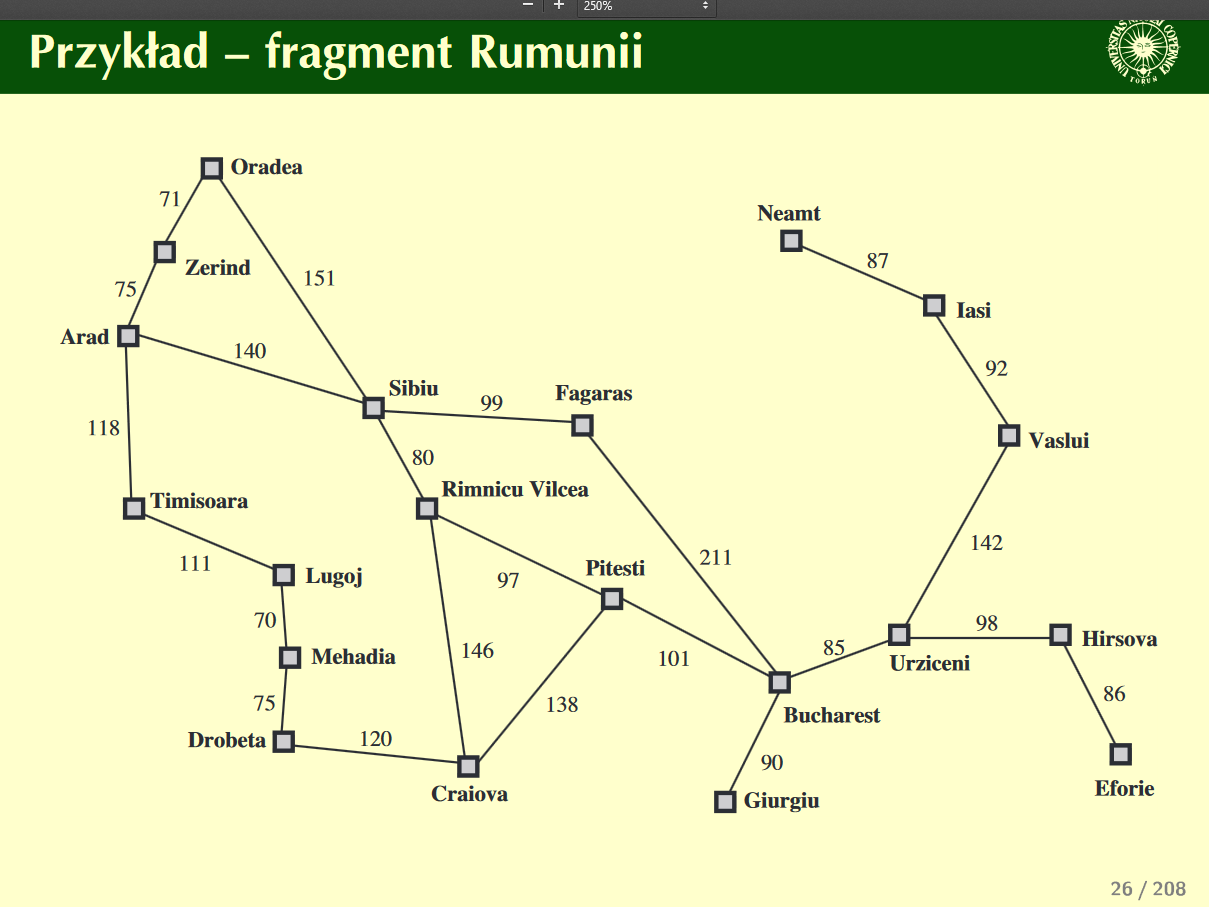 − + 250%
Przykład – fragment Rumunii
UNIVERSITAS NICOLAI COPERNICI
TORUŃ
Oradea
71
Neamt
87
Zerind
151
75
Iasi
Arad
140
92
Sibiu
Fagaras
99
118
Vaslui
80
Rimnicu Vilcea
Timisoara
142
211
111
Pitesti
Lugoj
97
70
98
Hirsova
85
Mehadia
146
101
Urziceni
86
75
138
Bucharest
Drobeta
120
90
Craiova
Giurgiu
Eforie
26 / 208